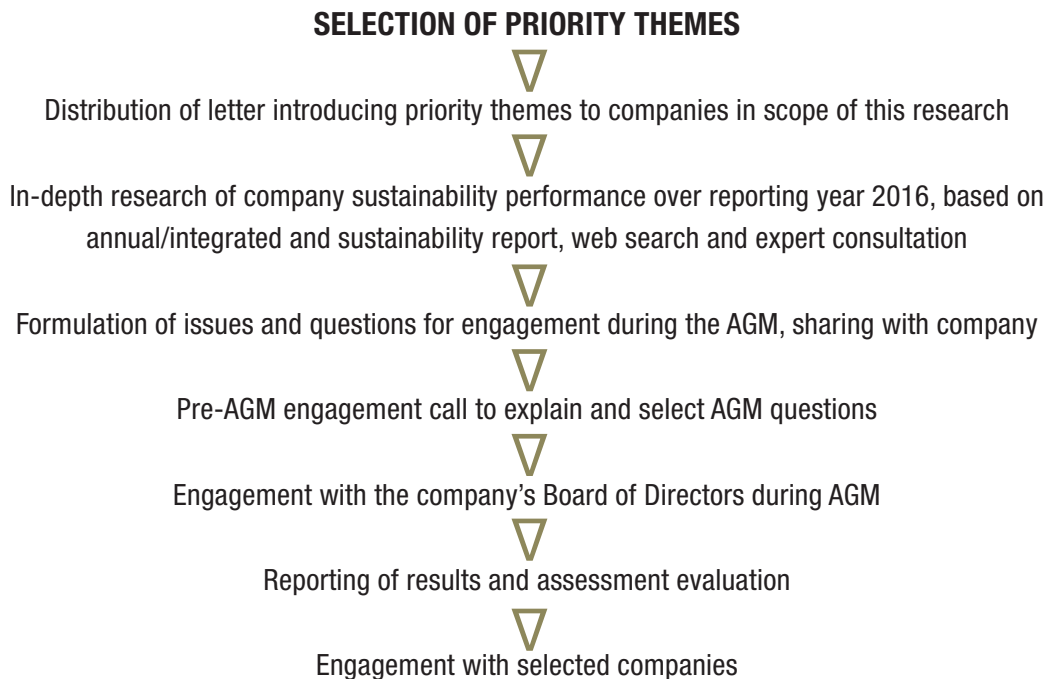 SELECTION OF PRIORITY THEMES
Distribution of letter introducing priority themes to companies in scope of this research
In-depth research of company sustainability performance over reporting year 2016, based on
annual/integrated and sustainability report, web search and expert consultation
Formulation of issues and questions for engagement during the AGM, sharing with company
Pre-AGM engagement call to explain and select AGM questions
Engagement with the company’s Board of Directors during AGM
Reporting of results and assessment evaluation
Engagement with selected companies